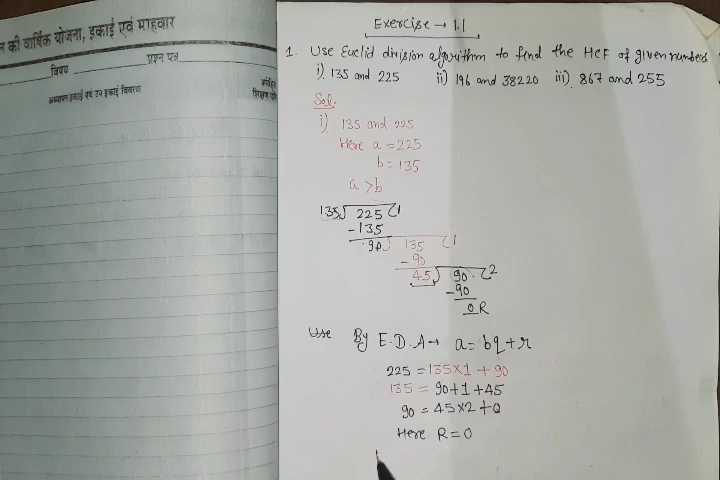 की वार्षिक योजना, इकाई एवं माहवार
विषय प्रश्न पत्र
अध्यापन इकाई एवं उप इकाई विवरण
Exercise → 1.1
1. Use Euclid division algorithm to find the HCF of given numbers
i) 135 and 225 ii) 196 and 38220 iii) 867 and 255
Sol.
i) 135 and 225
Here a = 225
b = 135
a > b
135) 225 (1
-135
90) 135 (1
-90
45) 90 (2
-90
0 R
Use By E.D.A → a = bq + r
225 = 135×1 + 90
135 = 90+1+45
90 = 45×2+0
Here R = 0